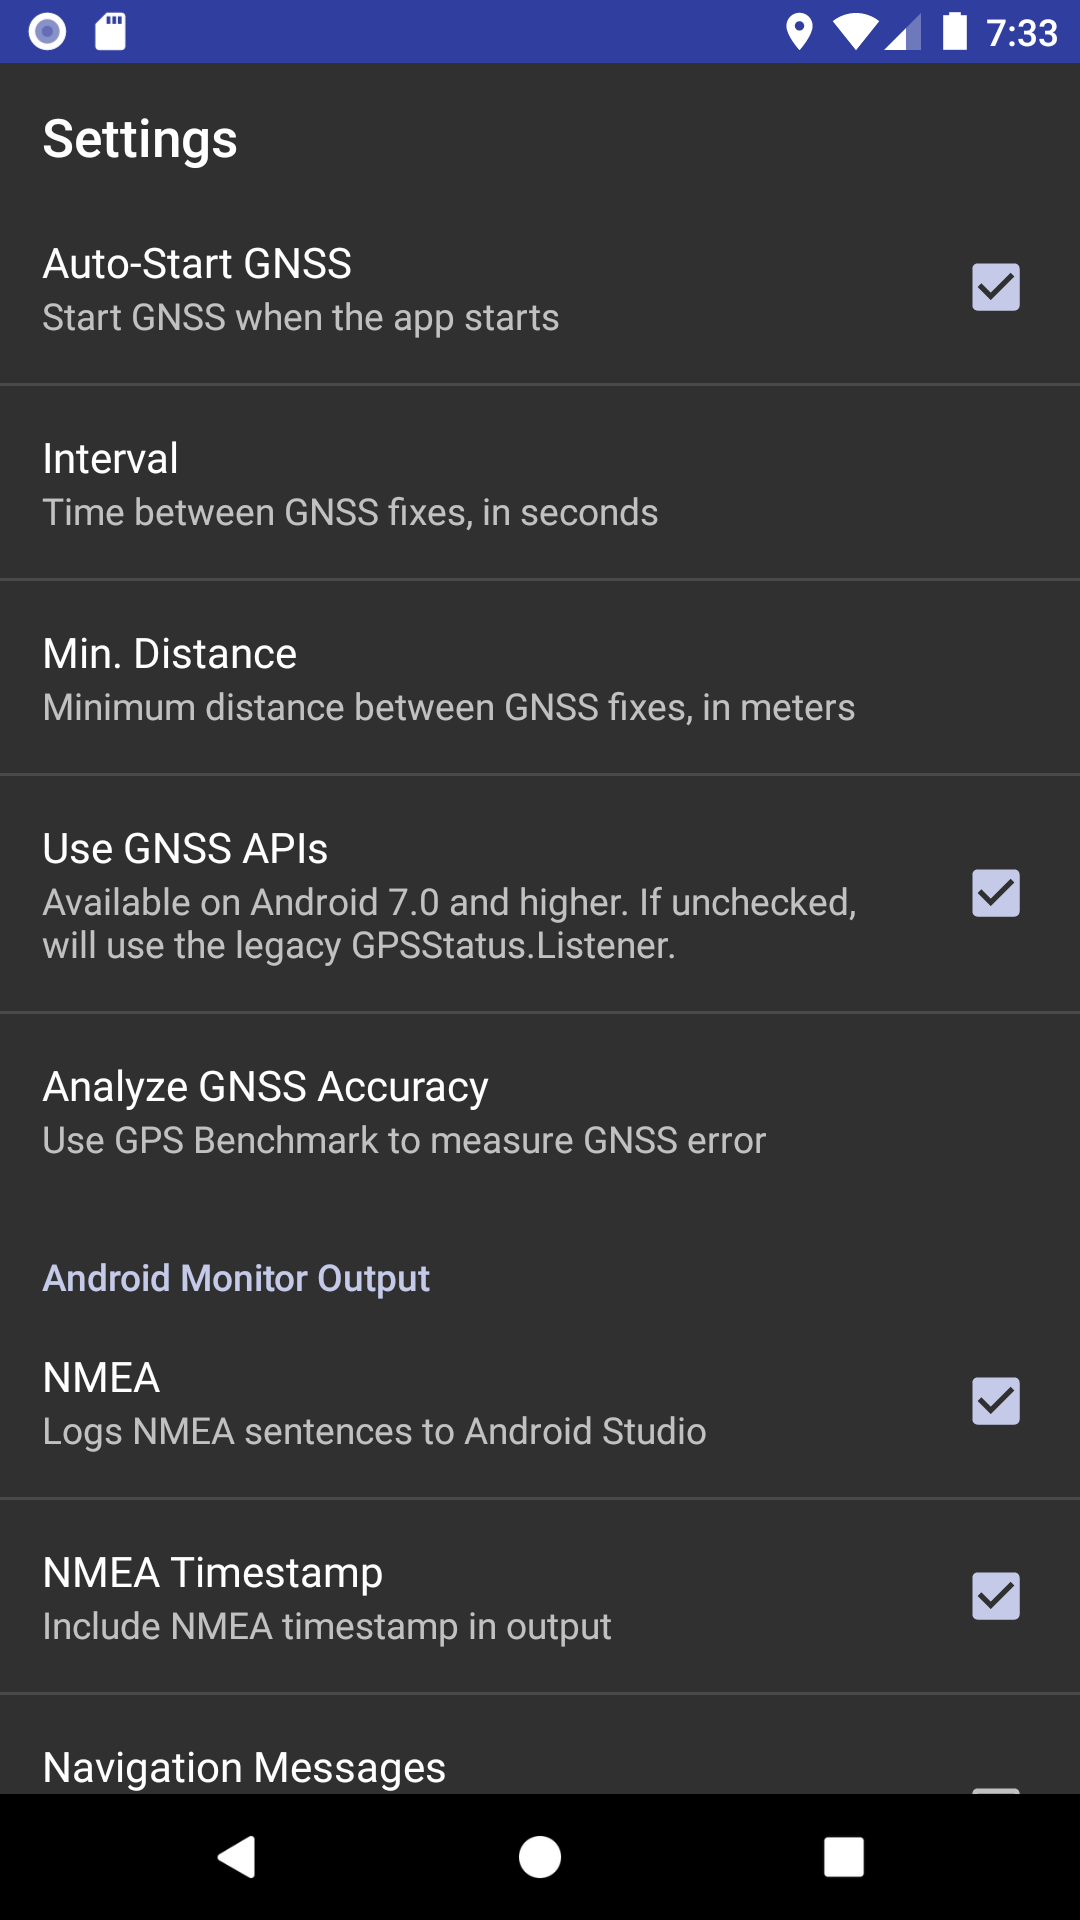 7:33
Settings
Auto-Start GNSS
Start GNSS when the app starts
Interval
Time between GNSS fixes, in seconds
Min. Distance
Minimum distance between GNSS fixes, in meters
Use GNSS APIs
Available on Android 7.0 and higher. If unchecked,
will use the legacy GPSStatus.Listener.
Analyze GNSS Accuracy
Use GPS Benchmark to measure GNSS error
Android Monitor Output
NMEA
Logs NMEA sentences to Android Studio
NMEA Timestamp
Include NMEA timestamp in output
Navigation Messages